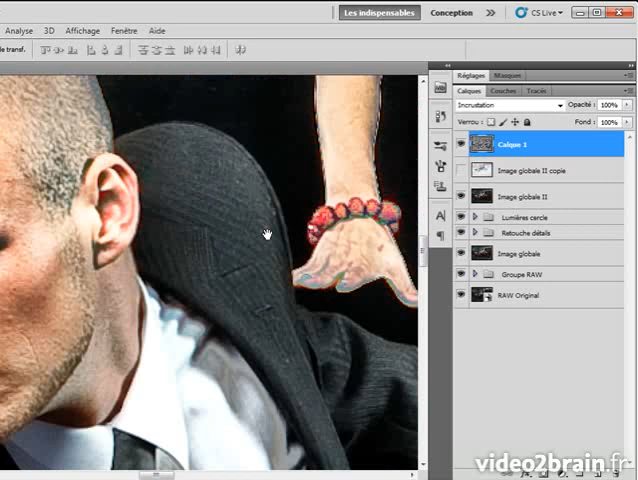 Les indispensables Conception CS Live
Analyse 3D Affichage Fenêtre Aide
de transf.
Réglages Masques
Calques Couches Tracés
Incrustation Opacité : 100%
Verrou : Fond : 100%
Calque 1
Image globale II copie
Image globale II
Lumières cercle
Retouche détails
Image globale
Groupe RAW
RAW Original
video2brain.fr